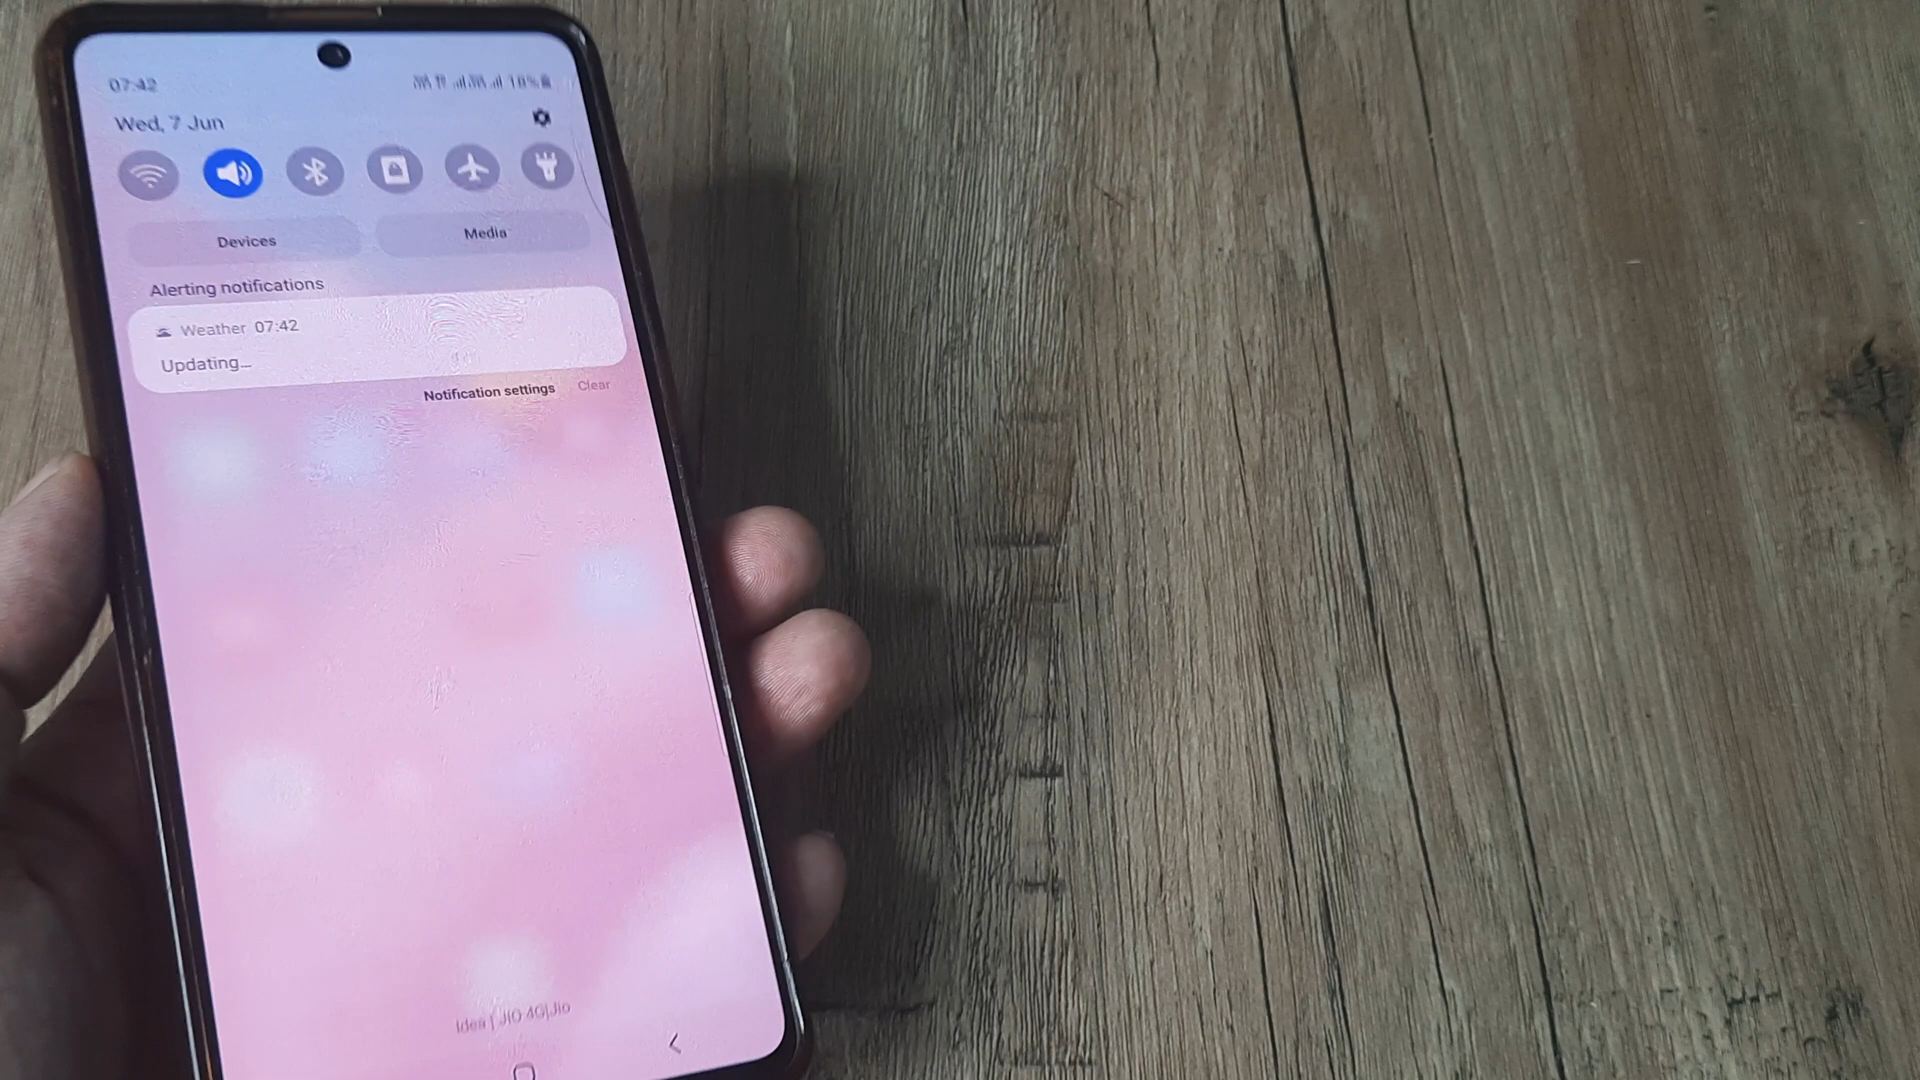 07:42
18%
Wed, 7 Jun
Devices
Media
Alerting notifications
Weather 07:42
Updating...
Notification settings
Clear
Idea | JIO 4G|Jio